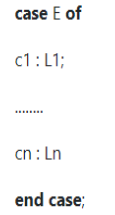 case E of
c1 : L1;
........
cn : Ln
end case;